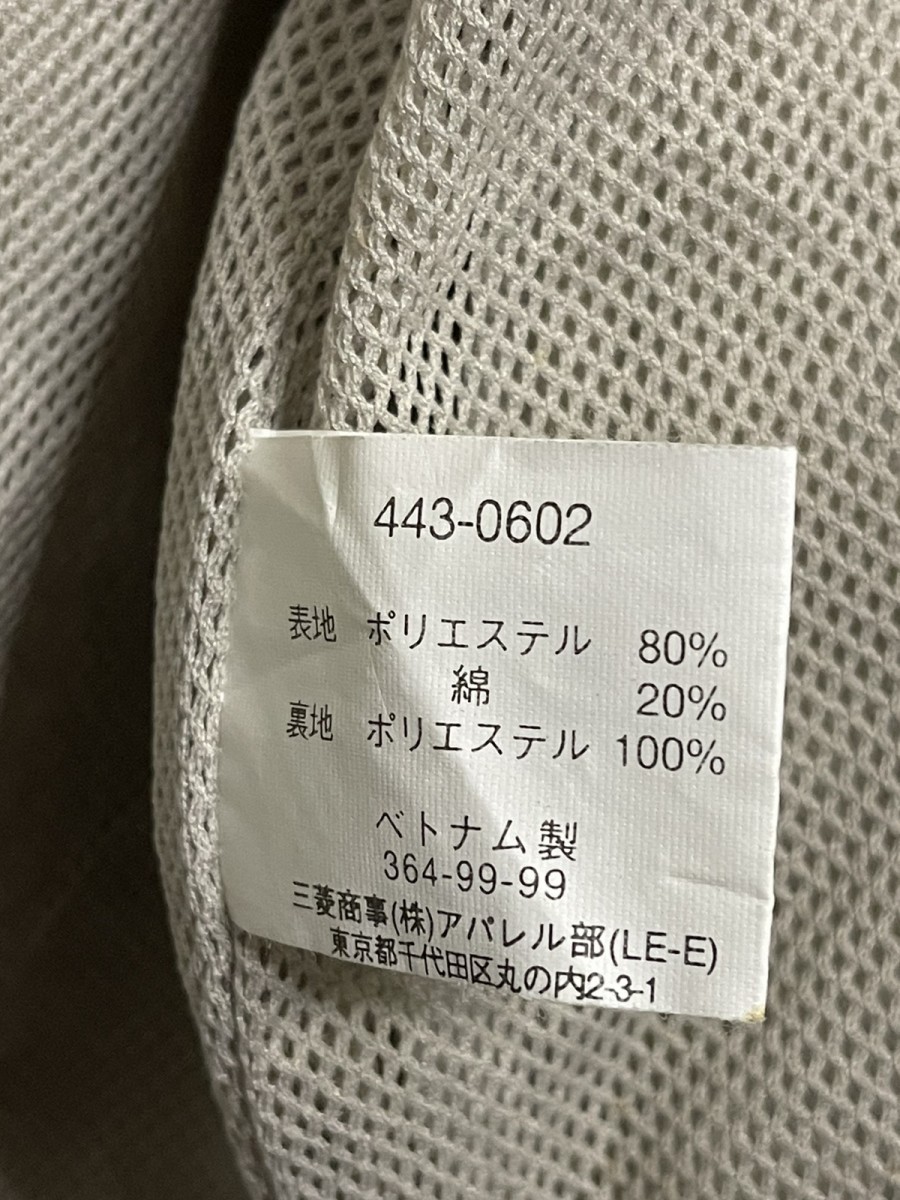 443-0602
表地 ポリエステル 80%
綿 20%
裏地 ポリエステル 100%
ベトナム製
364-99-99
三菱商事(株)アパレル部(LE-E)
東京都千代田区丸の内2-3-1